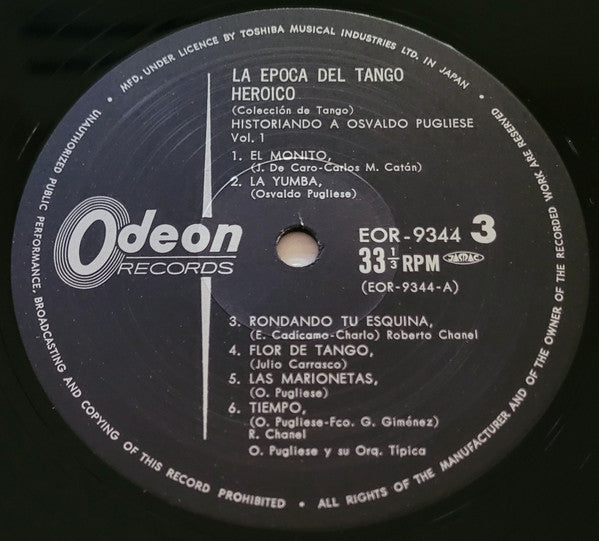 • MFD. UNDER LICENCE BY TOSHIBA MUSICAL INDUSTRIES LTD. IN JAPAN •
LA EPOCA DEL TANGO
HEROICO
(Colección de Tango)
HISTORIANDO A OSVALDO PUGLIESE
Vol. 1
1. EL MONITO,
(J. De Caro-Carlos M. Catán)
2. LA YUMBA,
(Osvaldo Pugliese)
Odeon
RECORDS
EOR-9344 3
33 1/3 RPM JASRAC
(EOR-9344-A)
3. RONDANDO TU ESQUINA,
(E. Cadícamo-Charlo) Roberto Chanel
4. FLOR DE TANGO,
(Julio Carrasco)
5. LAS MARIONETAS,
(O. Pugliese)
6. TIEMPO,
(O. Pugliese-Fco. G. Giménez)
R. Chanel
O. Pugliese y su Orq. Típica
UNAUTHORIZED PUBLIC PERFORMANCE, BROADCASTING AND COPYING OF THIS RECORD PROHIBITED • ALL RIGHTS OF THE MANUFACTURER AND OF THE OWNER OF THE RECORDED WORK ARE RESERVED